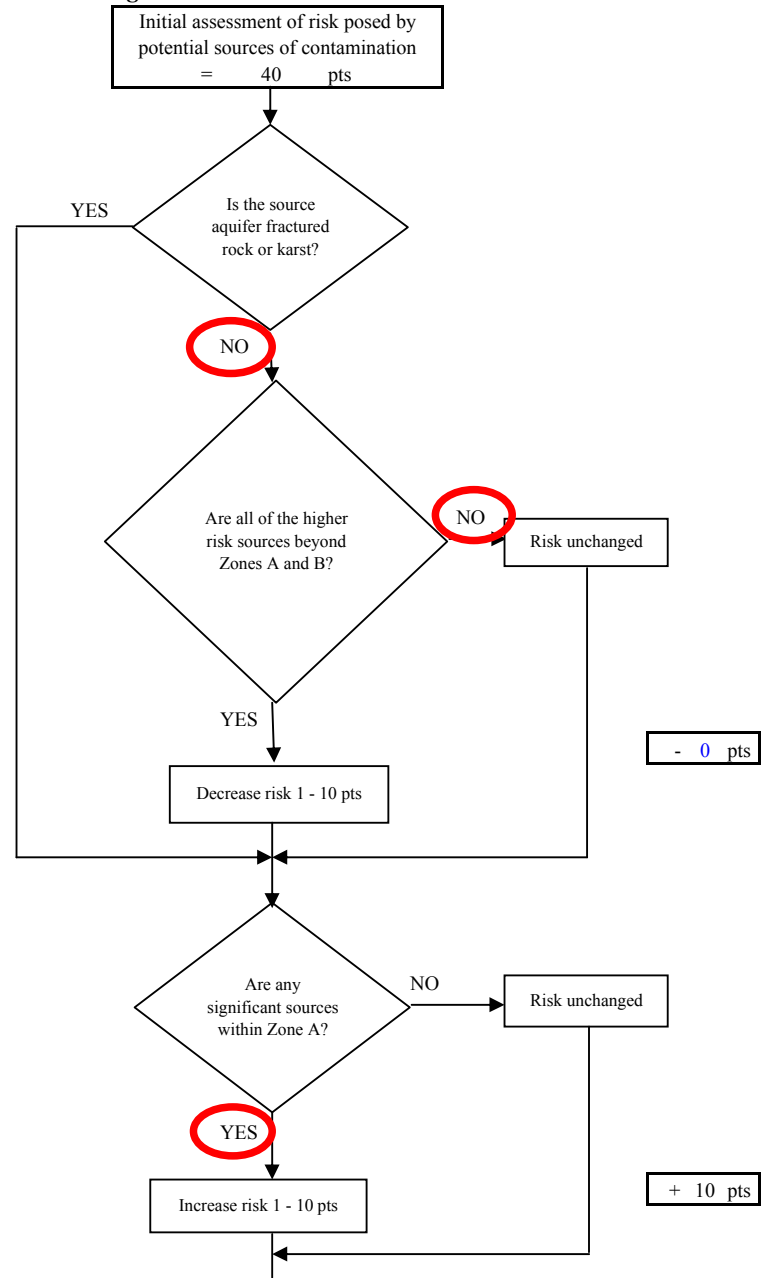 Initial assessment of risk posed by
potential sources of contamination
= 40 pts
YES
Is the source
aquifer fractured
rock or karst?
NO
Are all of the higher
risk sources beyond
Zones A and B?
NO
Risk unchanged
YES
- 0 pts
Decrease risk 1 - 10 pts
Are any
significant sources
within Zone A?
NO
Risk unchanged
YES
+ 10 pts
Increase risk 1 - 10 pts